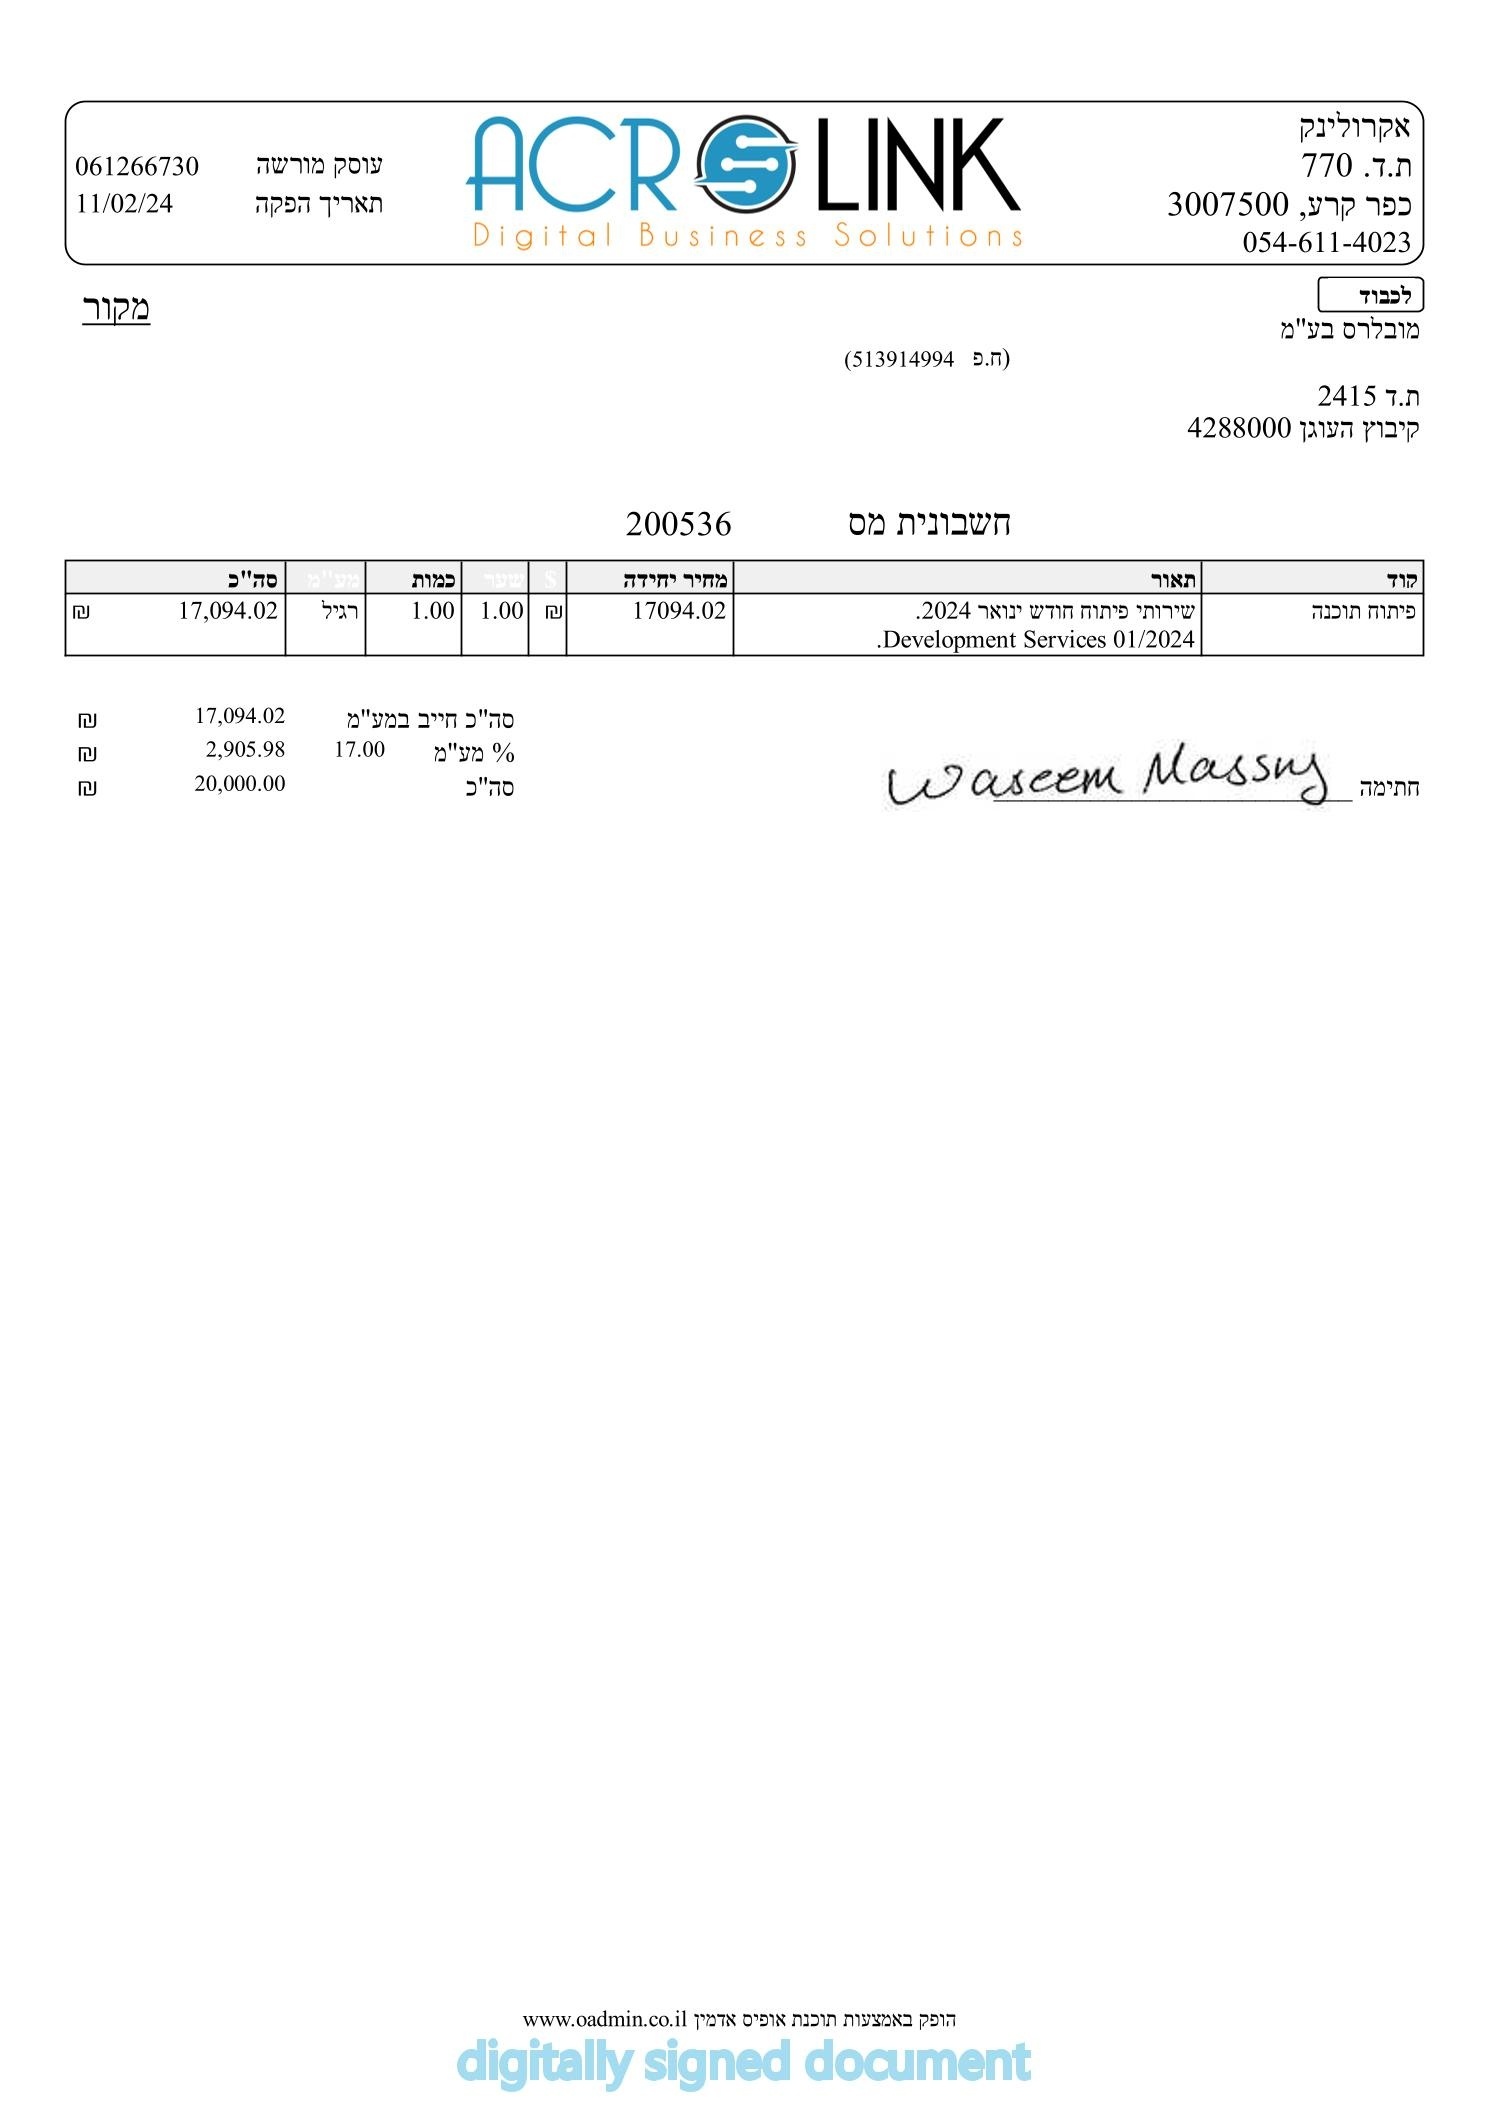 אקרולינק
ת.ד. 770
כפר קרע, 3007500
054-611-4023
ACROLINK
Digital Business Solutions
עוסק מורשה 061266730
תאריך הפקה 11/02/24
לכבוד
מקור
מובלרס בע"מ
(ח.פ 513914994)
ת.ד 2415
קיבוץ העוגן 4288000
חשבונית מס 200536
קוד תאור מחיר יחידה $ שער כמות מע"מ סה"כ
פיתוח תוכנה שירותי פיתוח חודש ינואר 2024. 17094.02 ₪ 1.00 1.00 רגיל 17,094.02 ₪
Development Services 01/2024.
סה"כ חייב במע"מ 17,094.02 ₪
% מע"מ 17.00 2,905.98 ₪
סה"כ 20,000.00 ₪
חתימה Waseem Massny
הופק באמצעות תוכנת אופיס אדמין www.oadmin.co.il
digitally signed document